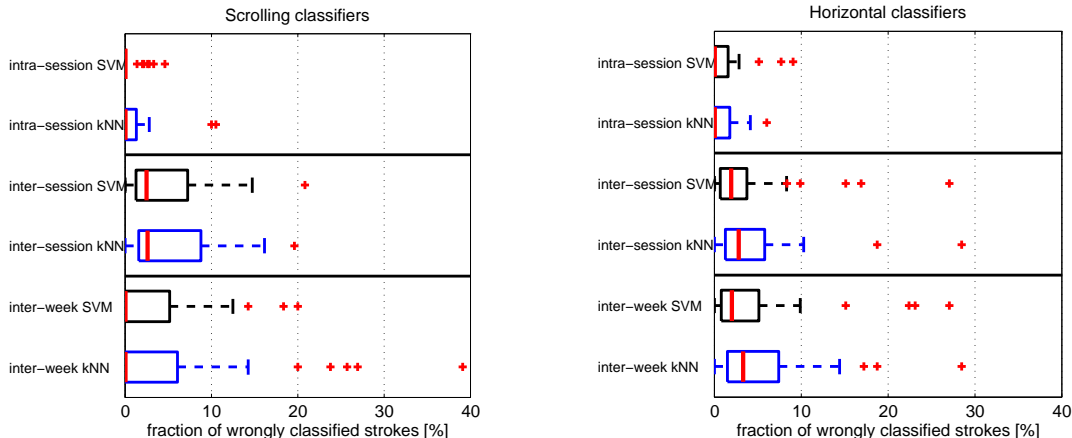 Scrolling classifiers
intra−session SVM
intra−session kNN
inter−session SVM
inter−session kNN
inter−week SVM
inter−week kNN
0 10 20 30 40
fraction of wrongly classified strokes [%]
Horizontal classifiers
intra−session SVM
intra−session kNN
inter−session SVM
inter−session kNN
inter−week SVM
inter−week kNN
0 10 20 30 40
fraction of wrongly classified strokes [%]